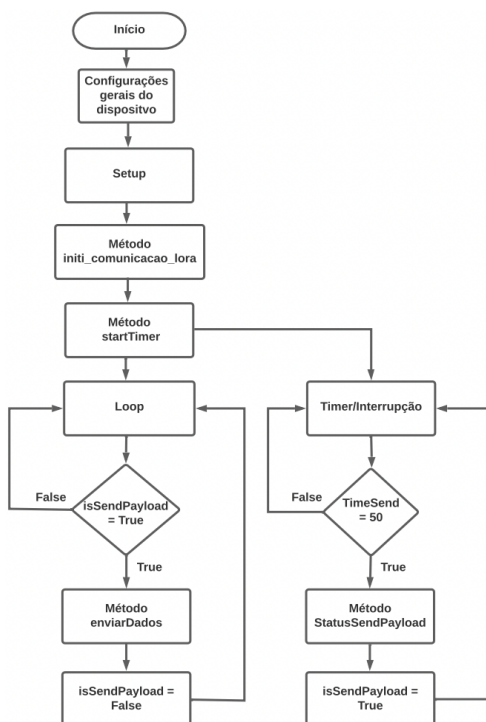 Início
Configurações
gerais do
dispositvo
Setup
Método
initi_comunicacao_lora
Método
startTimer
Loop
Timer/Interrupção
False
isSendPayload
= True
True
False
TimeSend
= 50
True
Método
enviarDados
Método
StatusSendPayload
isSendPayload =
False
isSendPayload =
True